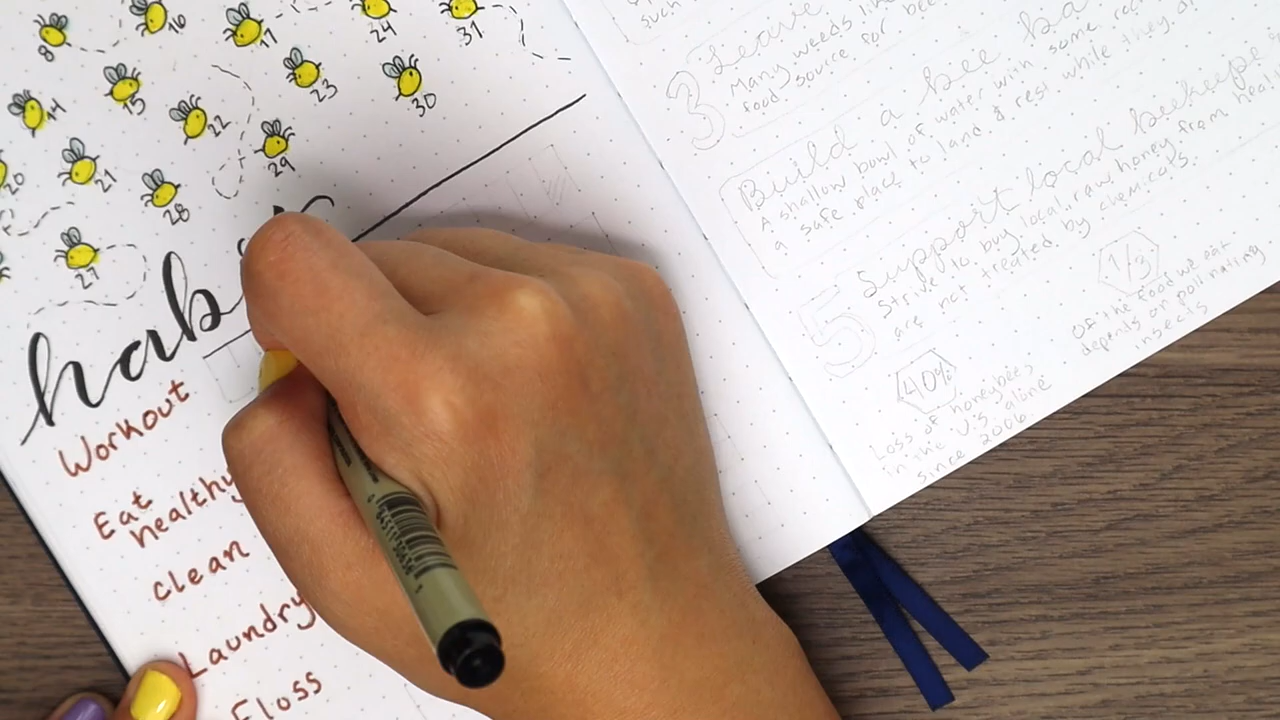 8
16
17
24
31
14
15
22
23
30
20
21
28
29
27
hab
Workout
Eat
healthy
Clean
Laundry
Floss
such
3 Leave
Many weeds
food source for
Build a bee ba
A shallow bowl of water with some
a safe place to land & rest while they
5 Support local beekeepe
Strive to buy local, raw honey from
are not treated by chemicals.
40%
Loss of honeybees
in the U.S. alone
since 2006.
1/3
Of the food we eat
depends on pollinating
insects